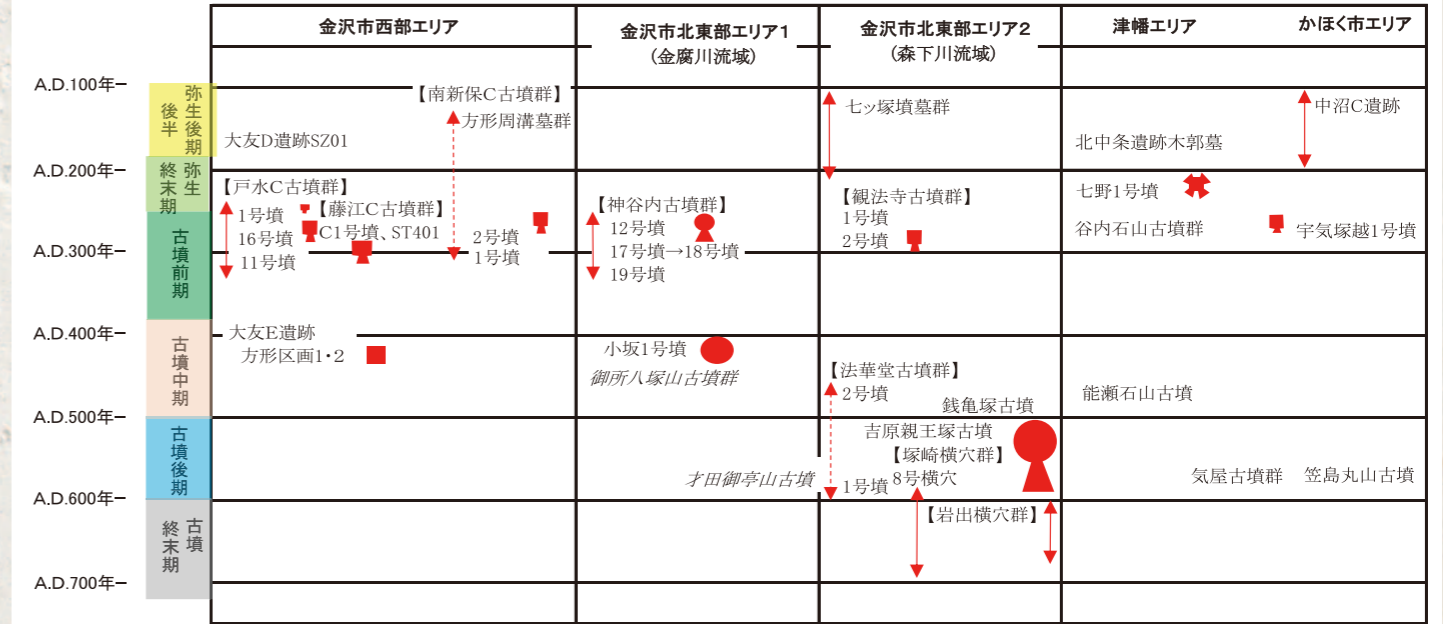 金沢市西部エリア
金沢市北東部エリア1
(金腐川流域)
金沢市北東部エリア2
(森下川流域)
津幡エリア
かほく市エリア
A.D.100年-
A.D.200年-
A.D.300年-
A.D.400年-
A.D.500年-
A.D.600年-
A.D.700年-
弥生後期
後半
弥生
終末期
古墳前期
古墳中期
古墳後期
古墳
終末期
【南新保C古墳群】
方形周溝墓群
大友D遺跡SZ01
【戸水C古墳群】
1号墳
16号墳
11号墳
【藤江C古墳群】
C1号墳、ST401
2号墳
1号墳
大友E遺跡
方形区画1・2
【神谷内古墳群】
12号墳
17号墳→18号墳
19号墳
小坂1号墳
御所八塚山古墳群
才田御亭山古墳
七ッ塚墳墓群
【観法寺古墳群】
1号墳
2号墳
【法華堂古墳群】
2号墳
銭亀塚古墳
吉原親王塚古墳
【塚崎横穴群】
8号横穴
1号墳
【岩出横穴群】
北中条遺跡木郭墓
七野1号墳
谷内石山古墳群
能瀬石山古墳
気屋古墳群
中沼C遺跡
宇気塚越1号墳
笠島丸山古墳